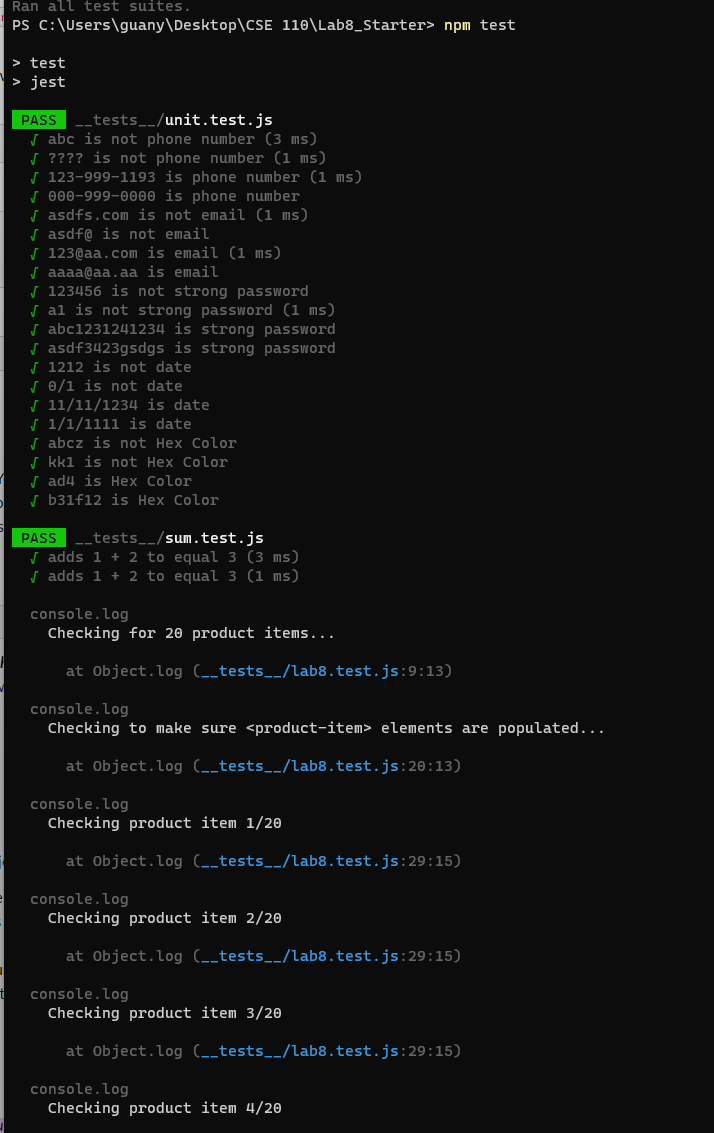 Ran all test suites.
PS C:\Users\guany\Desktop\CSE 110\Lab8_Starter> npm test
> test
> jest
PASS __tests__/unit.test.js
√ abc is not phone number (3 ms)
√ ???? is not phone number (1 ms)
√ 123-999-1193 is phone number (1 ms)
√ 000-999-0000 is phone number
√ asdfs.com is not email (1 ms)
√ asdf@ is not email
√ 123@aa.com is email (1 ms)
√ aaaa@aa.aa is email
√ 123456 is not strong password
√ a1 is not strong password (1 ms)
√ abc1231241234 is strong password
√ asdf3423gsdgs is strong password
√ 1212 is not date
√ 0/1 is not date
√ 11/11/1234 is date
√ 1/1/1111 is date
√ abcz is not Hex Color
√ kk1 is not Hex Color
√ ad4 is Hex Color
√ b31f12 is Hex Color
PASS __tests__/sum.test.js
√ adds 1 + 2 to equal 3 (3 ms)
√ adds 1 + 2 to equal 3 (1 ms)
console.log
Checking for 20 product items...
at Object.log (__tests__/lab8.test.js:9:13)
console.log
Checking to make sure <product-item> elements are populated...
at Object.log (__tests__/lab8.test.js:20:13)
console.log
Checking product item 1/20
at Object.log (__tests__/lab8.test.js:29:15)
console.log
Checking product item 2/20
at Object.log (__tests__/lab8.test.js:29:15)
console.log
Checking product item 3/20
at Object.log (__tests__/lab8.test.js:29:15)
console.log
Checking product item 4/20